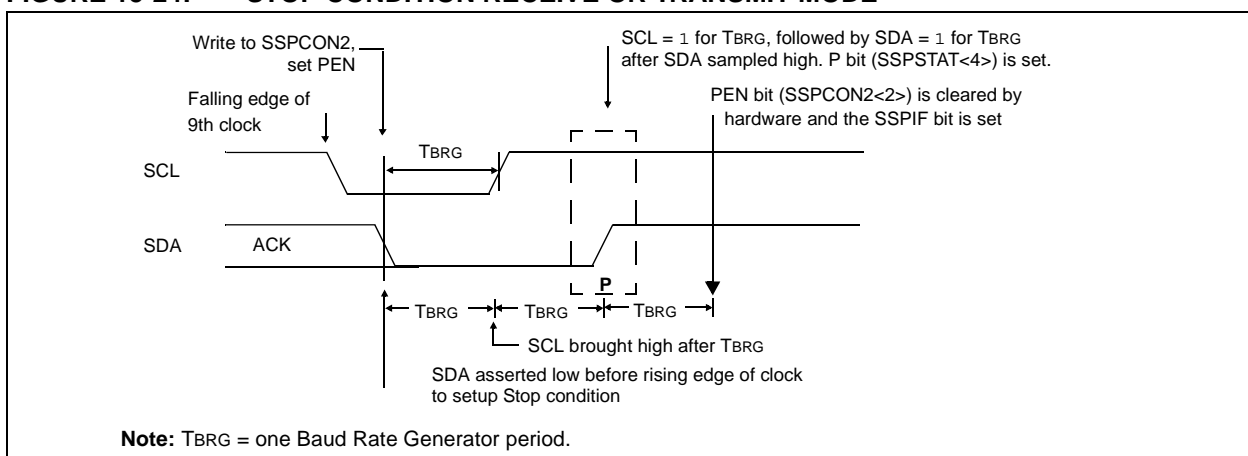 Write to SSPCON2,
set PEN
SCL = 1 for TBRG, followed by SDA = 1 for TBRG
after SDA sampled high. P bit (SSPSTAT<4>) is set.
Falling edge of
9th clock
PEN bit (SSPCON2<2>) is cleared by
hardware and the SSPIF bit is set
TBRG
SCL
SDA
ACK
P
TBRG
TBRG
TBRG
SCL brought high after TBRG
SDA asserted low before rising edge of clock
to setup Stop condition
Note: TBRG = one Baud Rate Generator period.